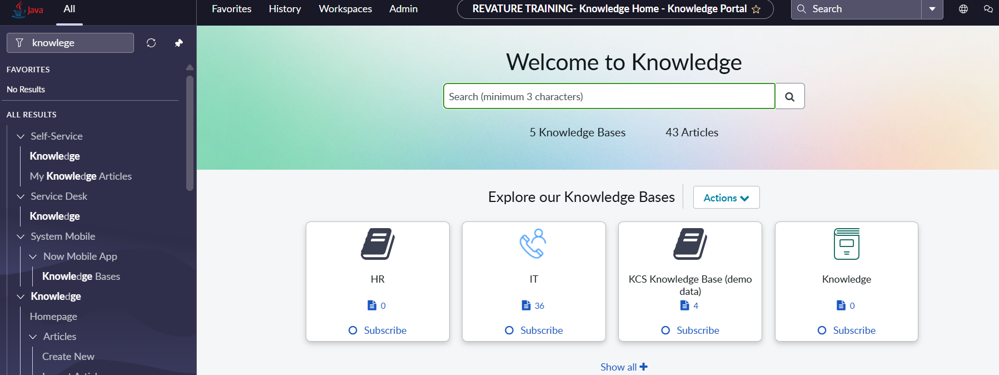 Java
All
Favorites
History
Workspaces
Admin
REVATURE TRAINING- Knowledge Home - Knowledge Portal
Search
knowlege
FAVORITES
No Results
ALL RESULTS
Self-Service
Knowledge
My Knowledge Articles
Service Desk
Knowledge
System Mobile
Now Mobile App
Knowledge Bases
Knowledge
Homepage
Articles
Create New
Welcome to Knowledge
Search (minimum 3 characters)
5 Knowledge Bases
43 Articles
Explore our Knowledge Bases
Actions
HR
0
Subscribe
IT
36
Subscribe
KCS Knowledge Base (demo
data)
4
Subscribe
Knowledge
0
Subscribe
Show all